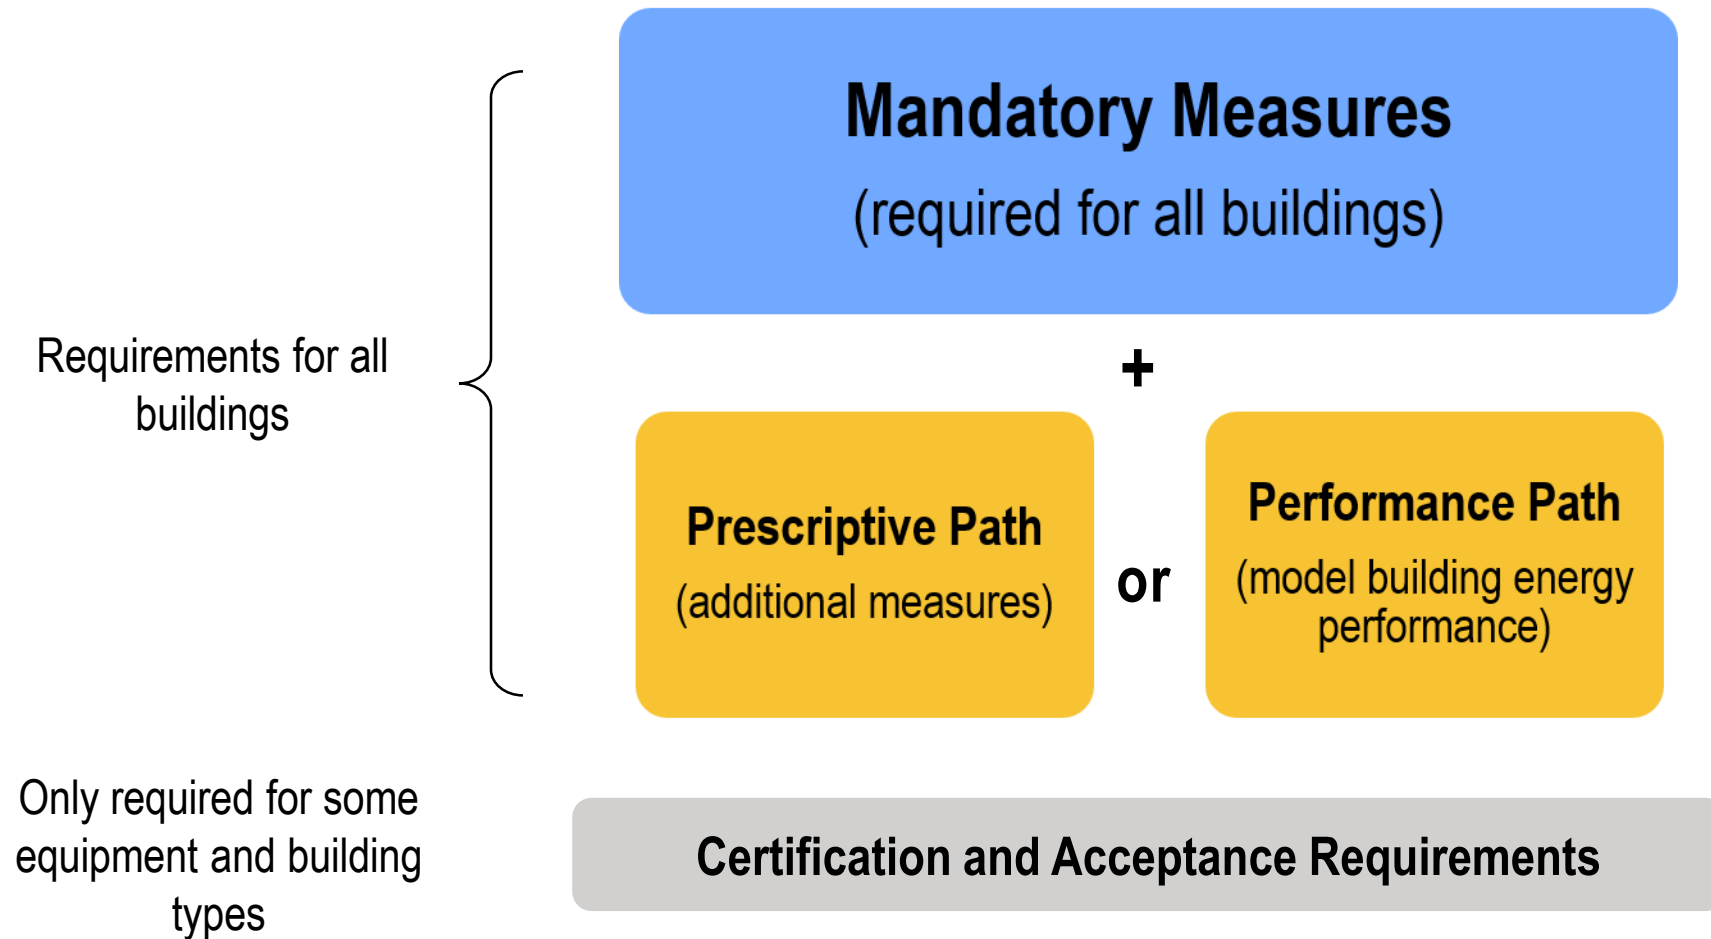 Mandatory Measures
(required for all buildings)
Requirements for all
buildings
+
Prescriptive Path
(additional measures)
or
Performance Path
(model building energy
performance)
Only required for some
equipment and building
types
Certification and Acceptance Requirements